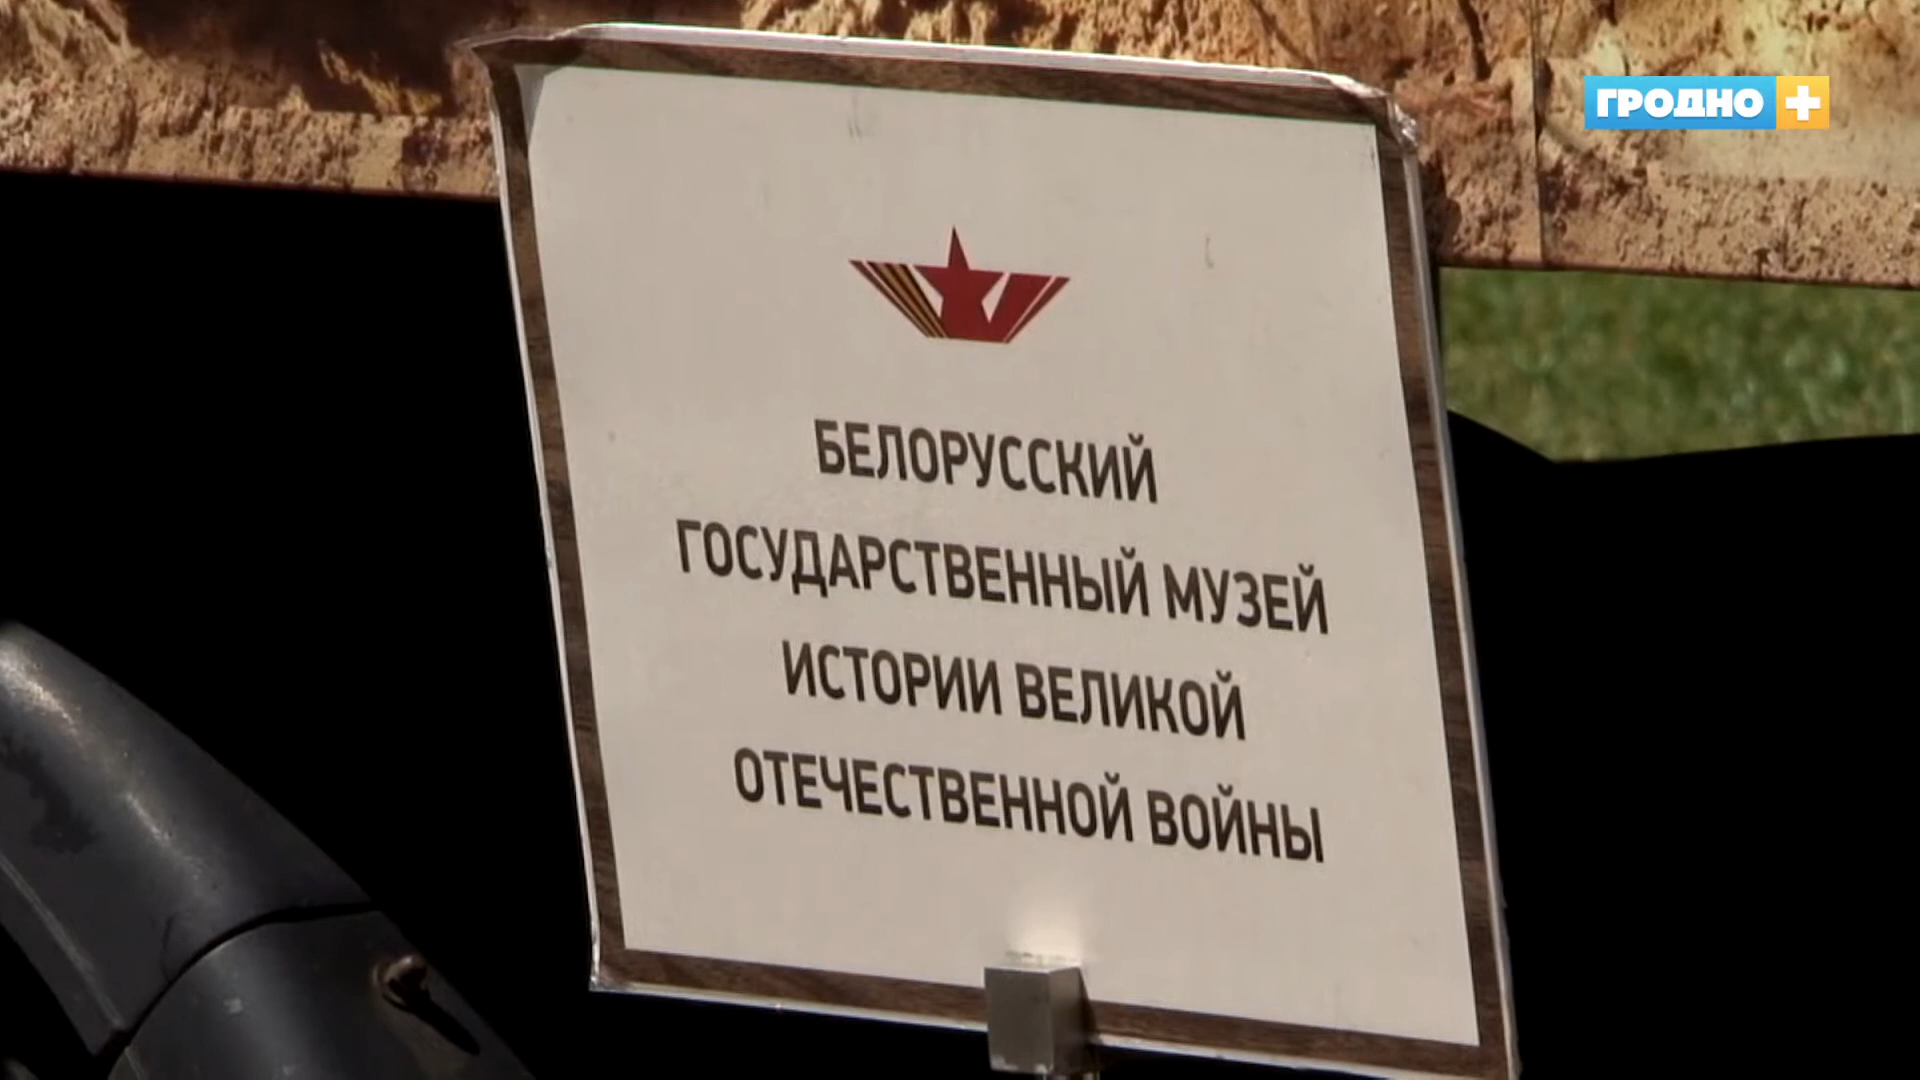 ГРОДНО +
БЕЛОРУССКИЙ
ГОСУДАРСТВЕННЫЙ МУЗЕЙ
ИСТОРИИ ВЕЛИКОЙ
ОТЕЧЕСТВЕННОЙ ВОЙНЫ